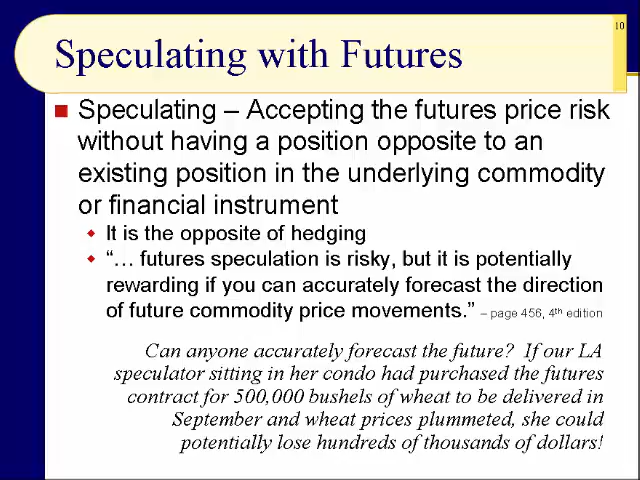 10
Speculating with Futures
Speculating – Accepting the futures price risk
without having a position opposite to an
existing position in the underlying commodity
or financial instrument
It is the opposite of hedging
“… futures speculation is risky, but it is potentially
rewarding if you can accurately forecast the direction
of future commodity price movements.” – page 456, 4th edition
Can anyone accurately forecast the future? If our LA
speculator sitting in her condo had purchased the futures
contract for 500,000 bushels of wheat to be delivered in
September and wheat prices plummeted, she could
potentially lose hundreds of thousands of dollars!